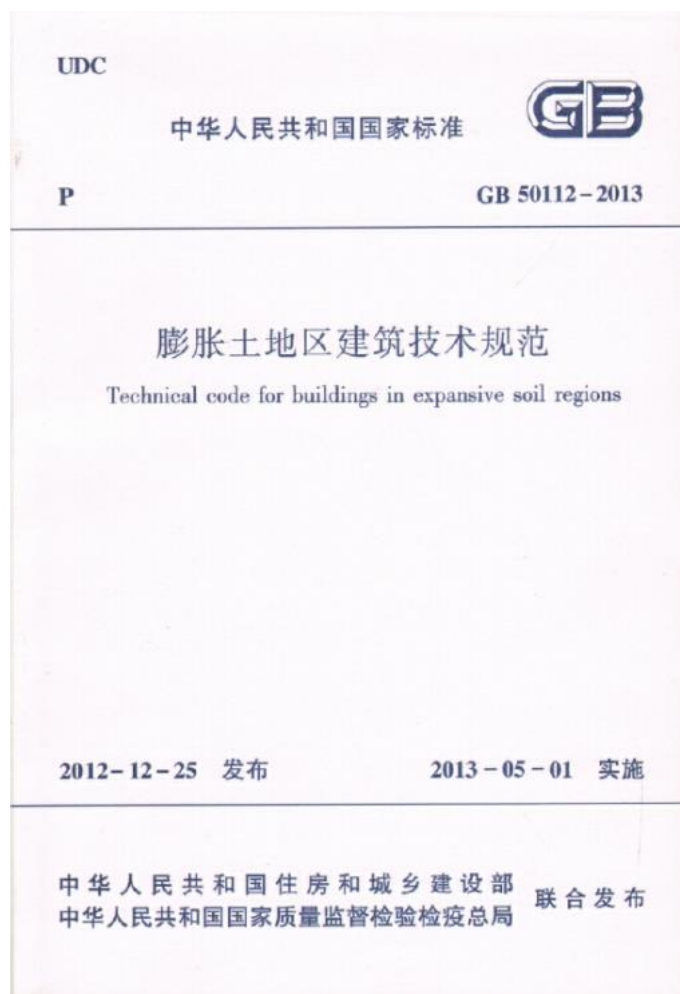 UDC
中华人民共和国国家标准
GB
P
GB 50112-2013
膨胀土地区建筑技术规范
Technical code for buildings in expansive soil regions
2012-12-25 发布
2013-05-01 实施
中华人民共和国住房和城乡建设部
中华人民共和国国家质量监督检验检疫总局
联合发布